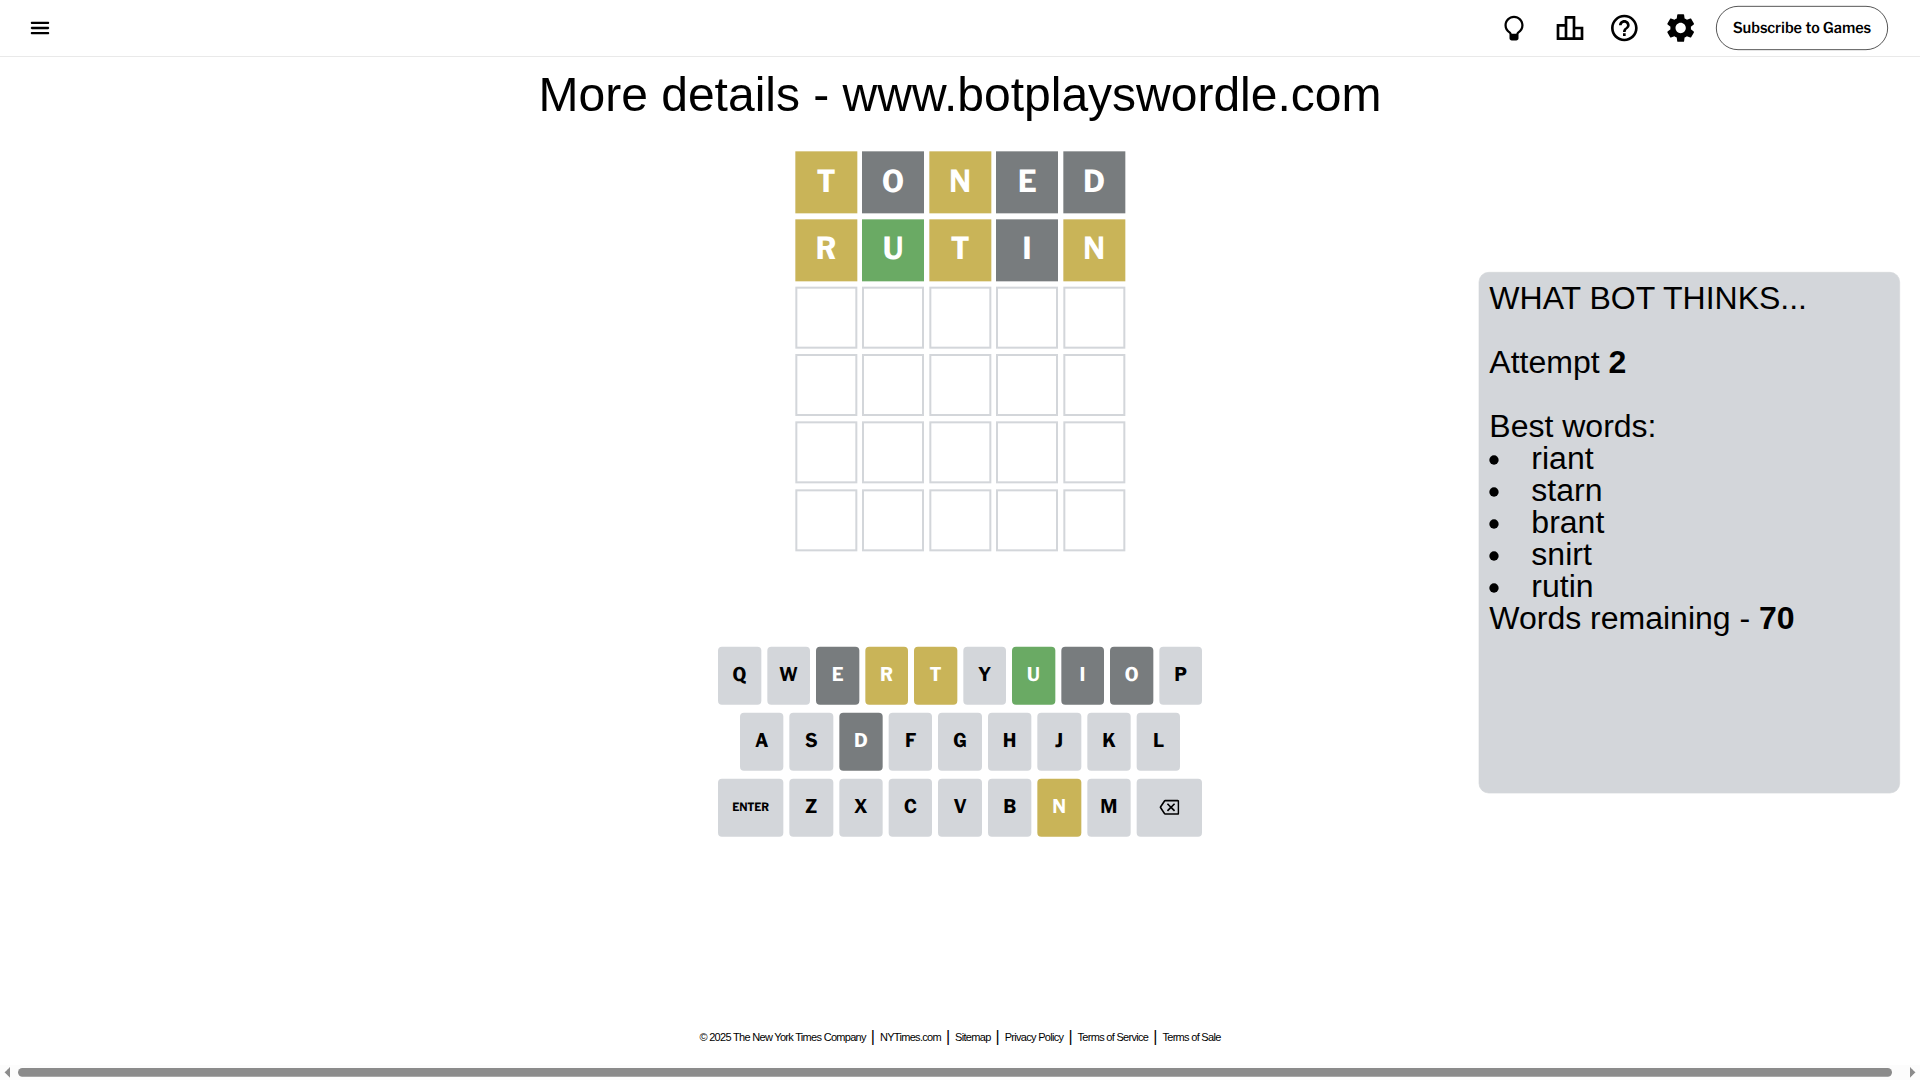 Subscribe to Games
More details - www.botplayswordle.com
T O N E D
R U T I N
WHAT BOT THINKS...
Attempt 2
Best words:
• riant
• starn
• brant
• snirt
• rutin
Words remaining - 70
Q W E R T Y U I O P
A S D F G H J K L
ENTER Z X C V B N M
© 2025 The New York Times Company | NYTimes.com | Sitemap | Privacy Policy | Terms of Service | Terms of Sale